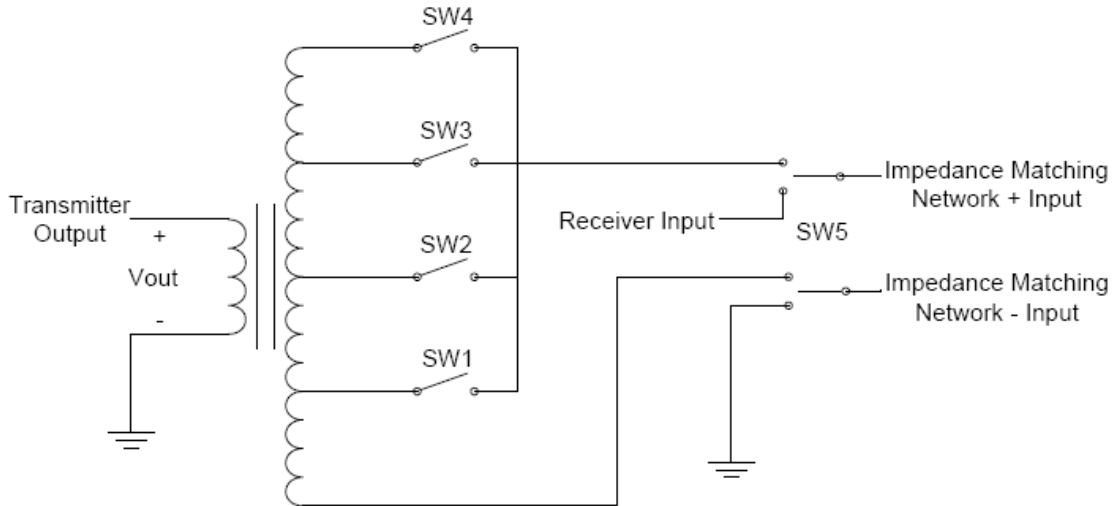 SW4
SW3
Impedance Matching
Network + Input
Transmitter
Output
+
Receiver Input
SW5
SW2
Vout
Impedance Matching
Network - Input
-
SW1